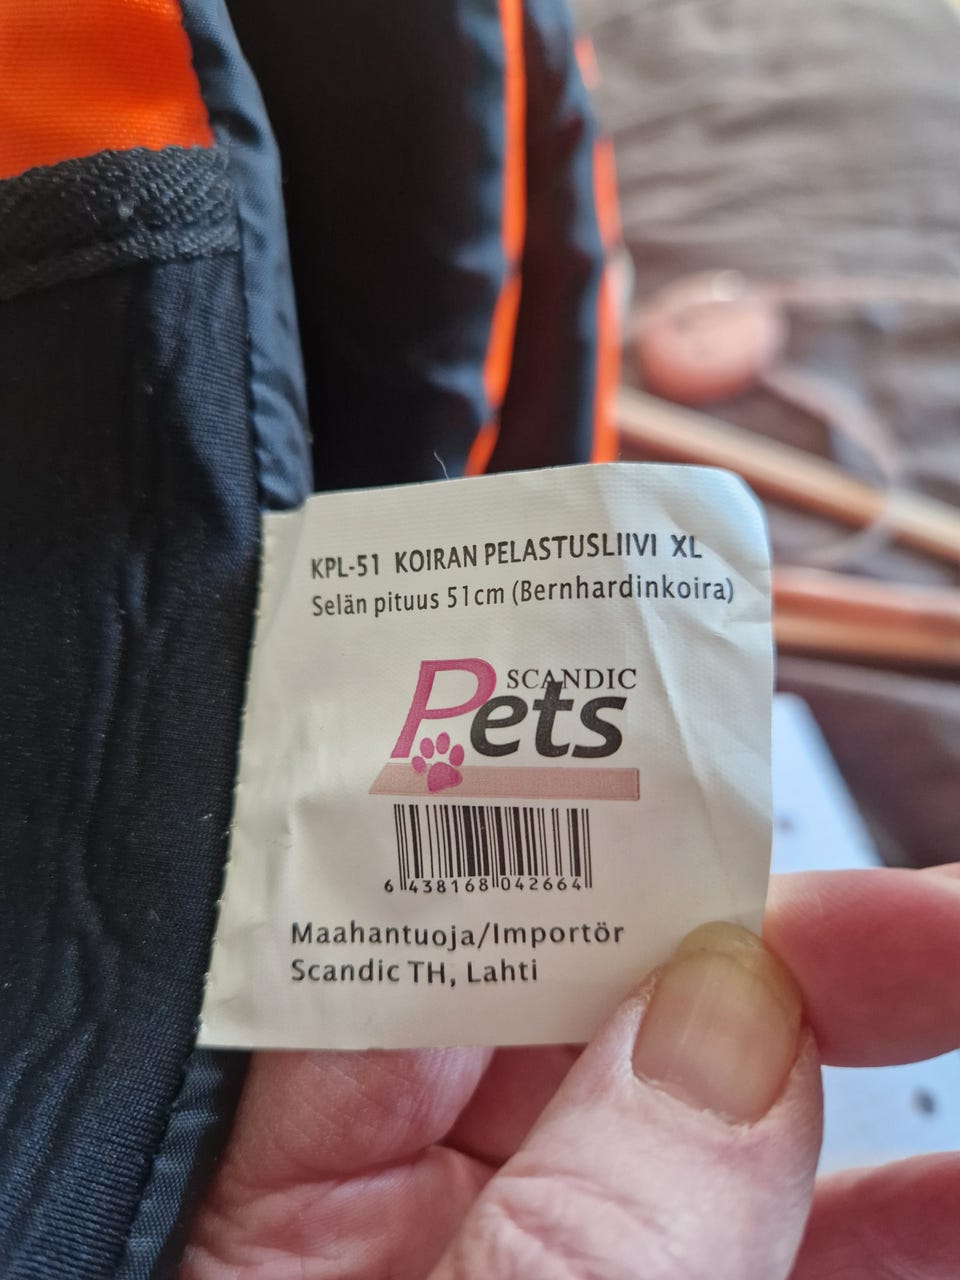 KPL-51 KOIRAN PELASTUSLIIVI XL
Selän pituus 51cm (Bernhardinkoira)
SCANDIC
Pets
6 438168 042664
Maahantuoja/Importör
Scandic TH, Lahti